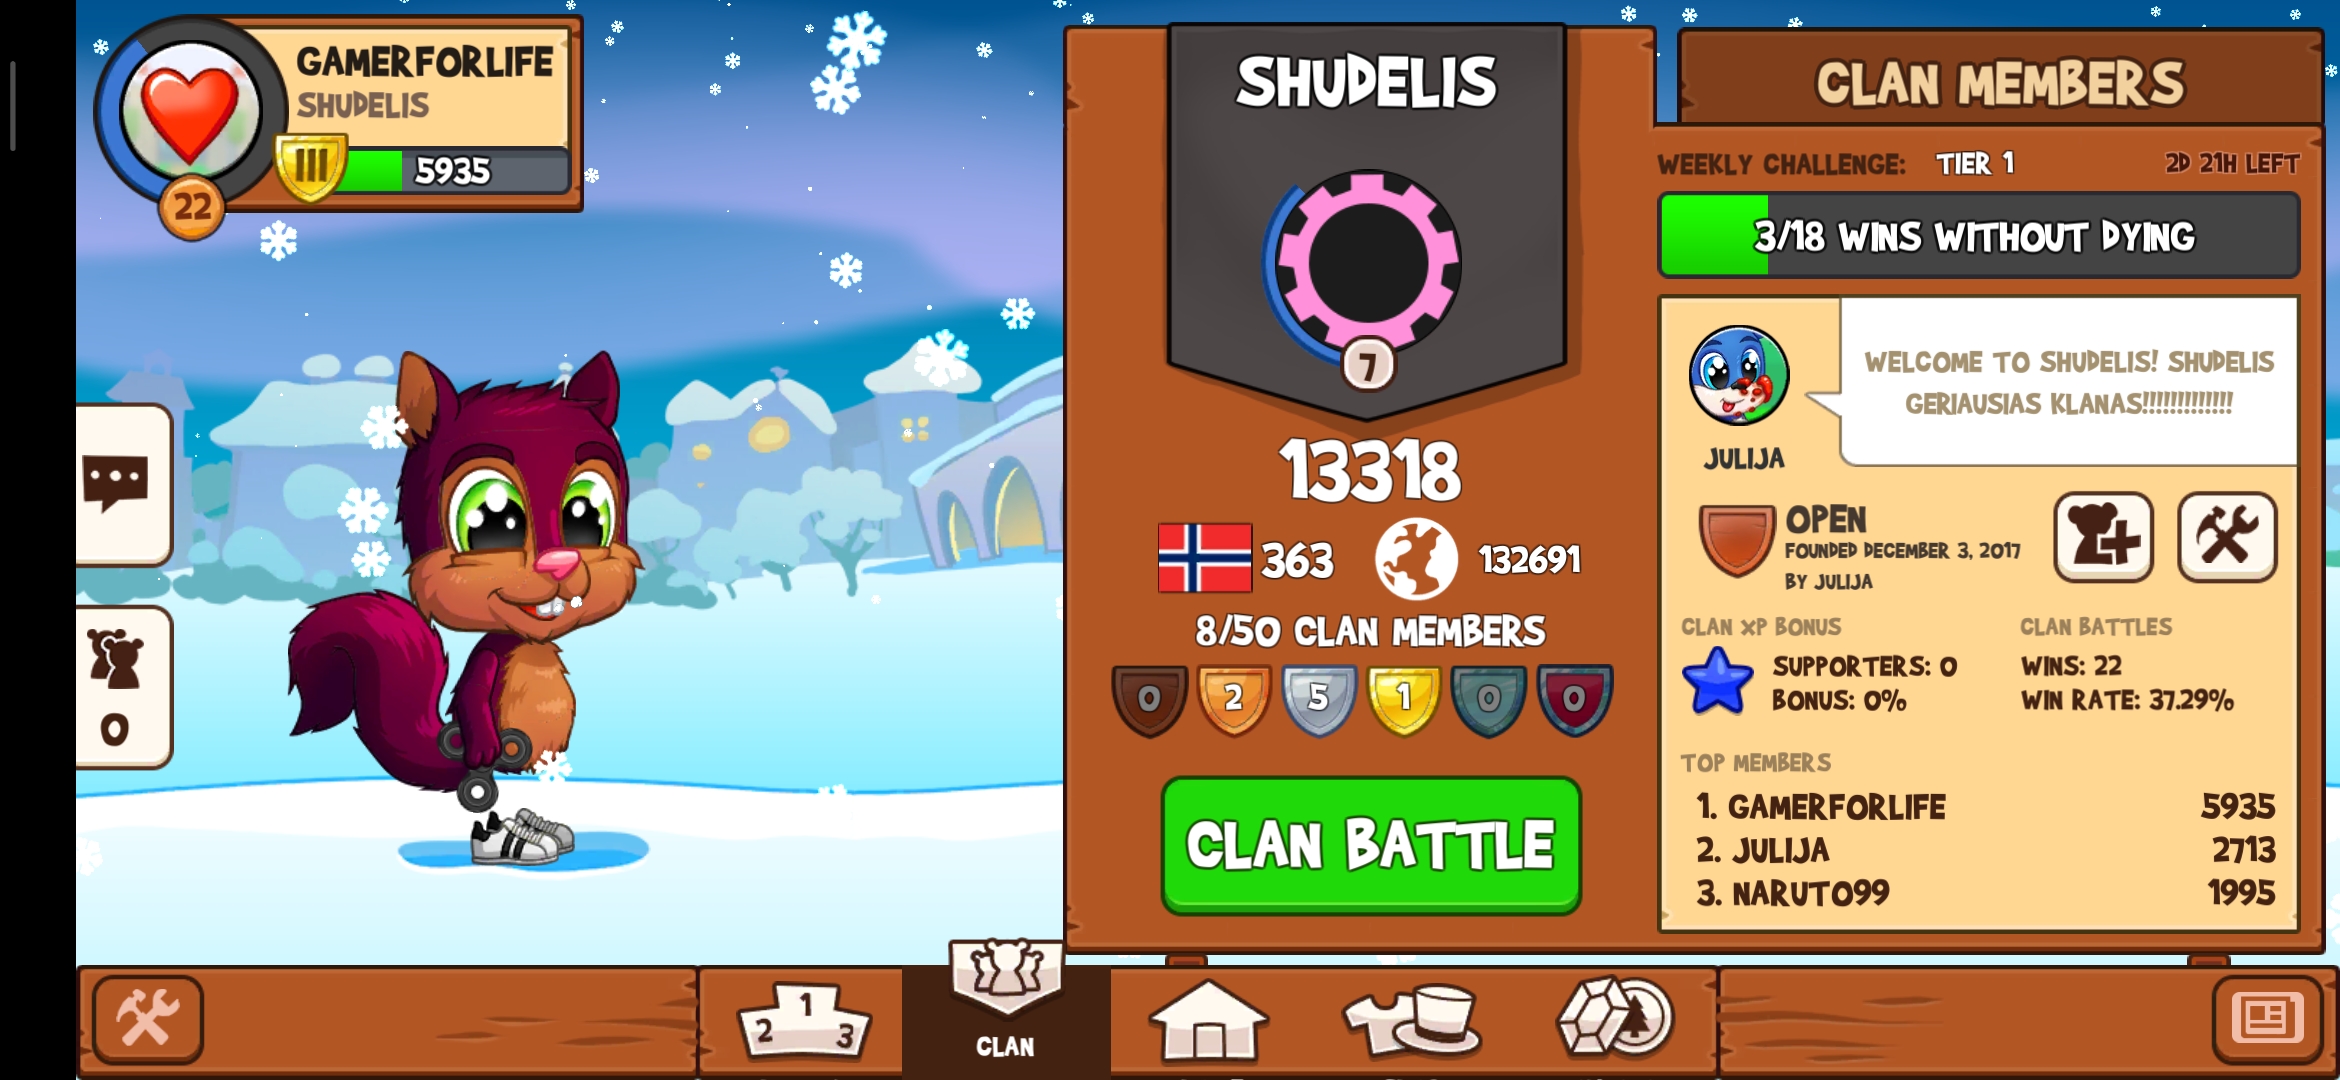 GAMERFORLIFE
SHUDELIS
III
5935
22
0
SHUDELIS
7
13318
363
132691
8/50 CLAN MEMBERS
0 2 5 1 0 0
CLAN BATTLE
CLAN MEMBERS
WEEKLY CHALLENGE: TIER 1 2D 21H LEFT
3/18 WINS WITHOUT DYING
WELCOME TO SHUDELIS! SHUDELIS
GERIAUSIAS KLANAS!!!!!!!!!!!!!
JULIJA
OPEN
FOUNDED DECEMBER 3, 2017
BY JULIJA
CLAN XP BONUS
SUPPORTERS: 0
BONUS: 0%
CLAN BATTLES
WINS: 22
WIN RATE: 37.29%
TOP MEMBERS
1. GAMERFORLIFE 5935
2. JULIJA 2713
3. NARUTO99 1995
1
2 3
CLAN